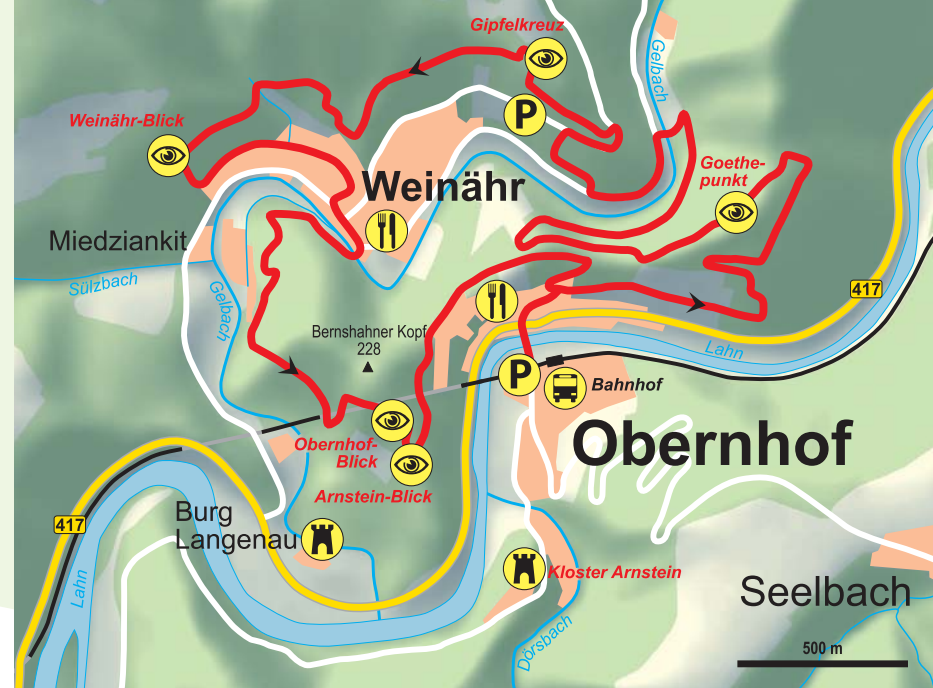 Gipfelkreuz
Gelbach
Weinähr-Blick
P
Goethe-
punkt
Weinähr
Miedziankit
Sülzbach
Gelbach
417
Bernshahner Kopf
228
Lahn
P
Bahnhof
Obernhof-
Blick
Obernhof
Arnstein-Blick
417
Burg
Langenau
Lahn
Kloster Arnstein
Seelbach
Dörsbach
500 m